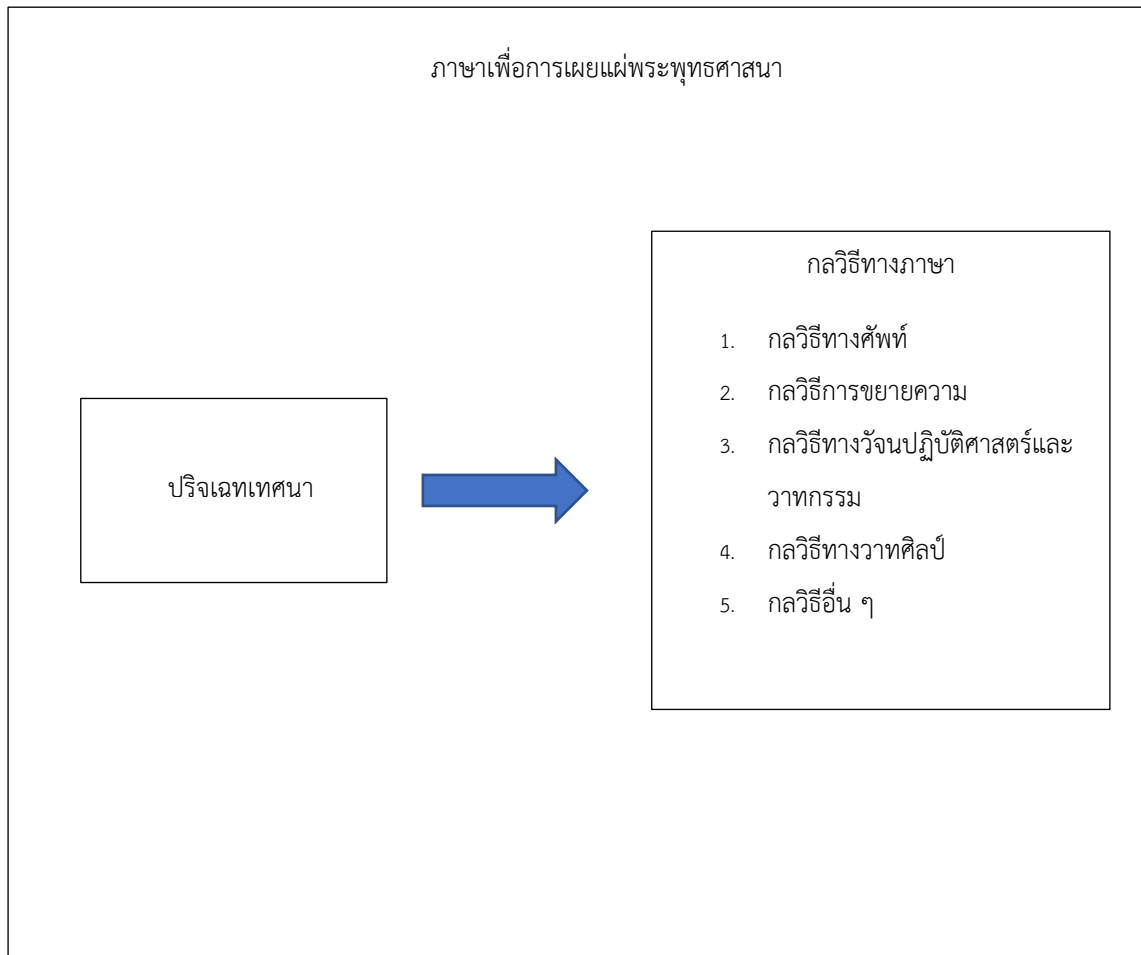 ภาษาเพื่อการเผยแผ่พระพุทธศาสนา
ปริจเฉทเทศนา
กลวิธีทางภาษา
1. กลวิธีทางศัพท์
2. กลวิธีการขยายความ
3. กลวิธีทางวัจนปฏิบัติศาสตร์และ
วาทกรรม
4. กลวิธีทางวาทศิลป์
5. กลวิธีอื่น ๆ